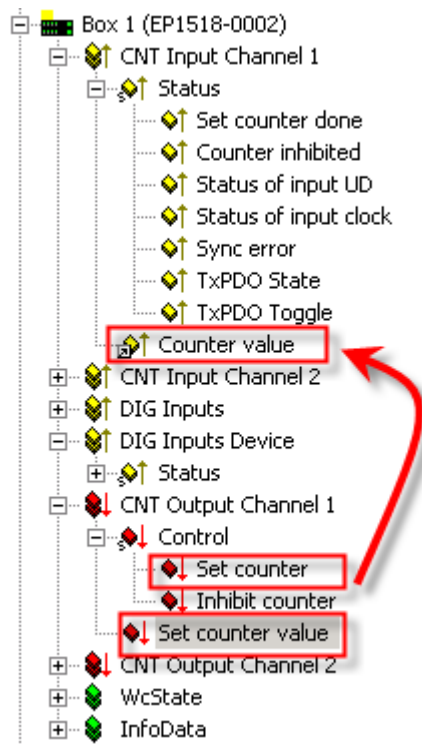 Box 1 (EP1518-0002)
CNT Input Channel 1
Status
Set counter done
Counter inhibited
Status of input UD
Status of input clock
Sync error
TxPDO State
TxPDO Toggle
Counter value
CNT Input Channel 2
DIG Inputs
DIG Inputs Device
Status
CNT Output Channel 1
Control
Set counter
Inhibit counter
Set counter value
CNT Output Channel 2
WcState
InfoData